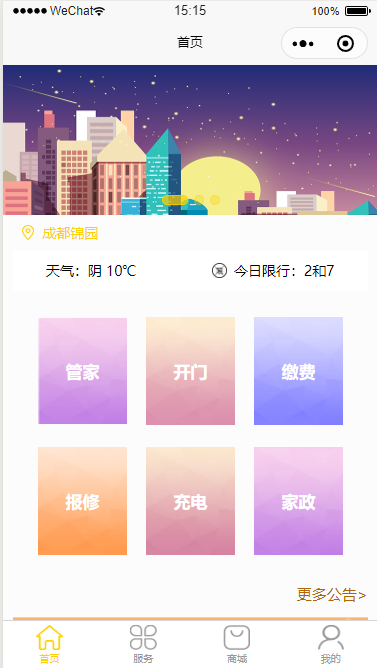 WeChat 15:15 100%
首页
成都锦园
天气：阴 10℃ 今日限行：2和7
管家 开门 缴费
报修 充电 家政
更多公告>
首页 服务 商城 我的